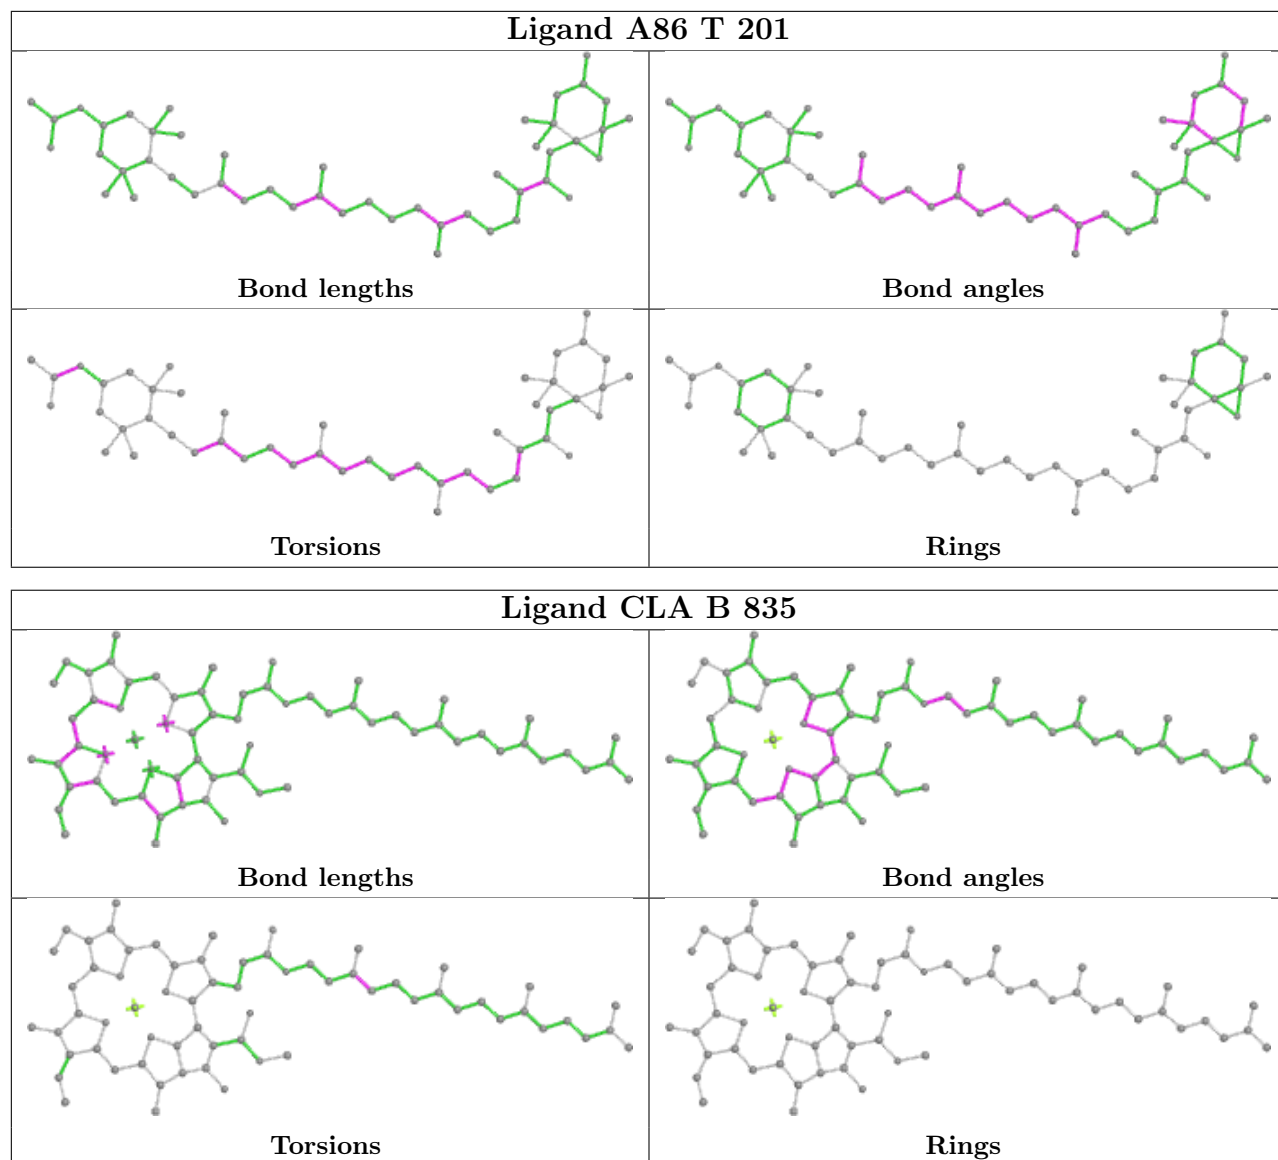 Ligand A86 T 201
Bond lengths
Bond angles
Torsions
Rings
Ligand CLA B 835
Bond lengths
Bond angles
Torsions
Rings